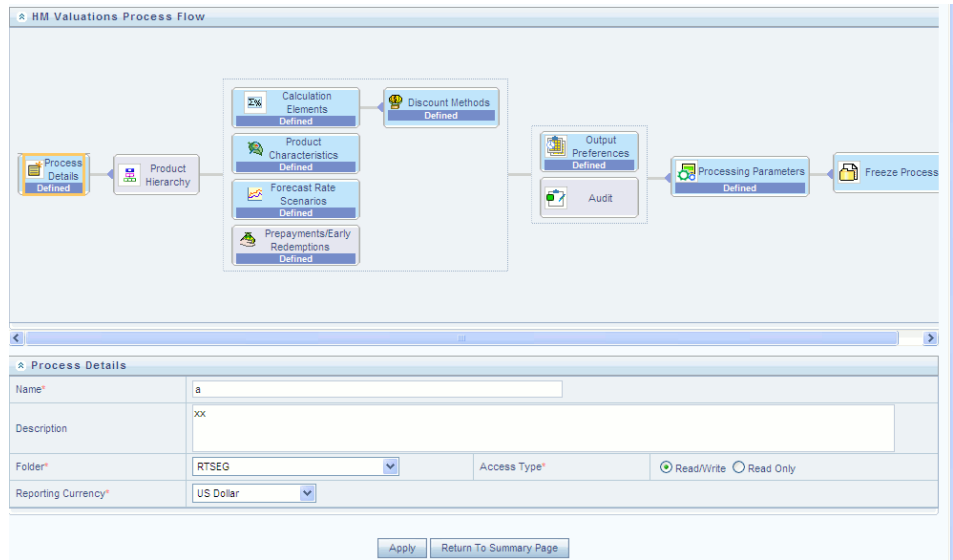 HM Valuations Process Flow
Process
Details
Defined
Product
Hierarchy
Calculation
Elements
Defined
Discount Methods
Defined
Product
Characteristics
Defined
Forecast Rate
Scenarios
Defined
Prepayments/Early
Redemptions
Defined
Output
Preferences
Defined
Audit
Processing Parameters
Defined
Freeze Process
Process Details
Name*
a
Description
xx
Folder*
RTSEG
Access Type*
Read/Write
Read Only
Reporting Currency*
US Dollar
Apply
Return To Summary Page